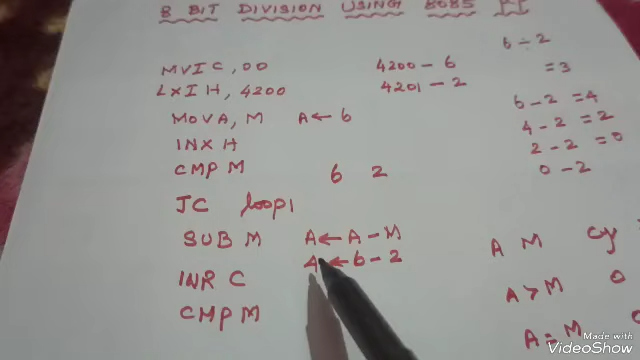 8 BIT DIVISION USING 8085
6 ÷ 2
= 3
MVI C, 00
4200 - 6
LXI H, 4200
4201 - 2
MOV A, M A ← 6
INX H
CMP M 6 2
6 - 2 = 4
4 - 2 = 2
2 - 2 = 0
0 - 2
JC loop1
SUB M A ← A - M
4 ← 6 - 2
INR C
CMP M
A M Cy
A > M 0
A = M
Made With
VideoShow